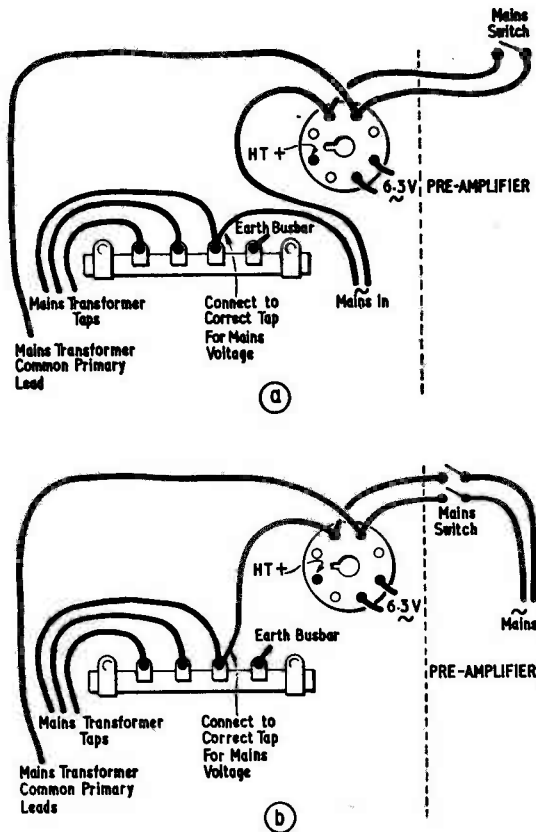 Mains
Switch
HT +
6·3V
~
PRE-AMPLIFIER
Earth Busbar
Mains Transformer
Taps
Connect to
Correct Tap
For Mains
Voltage
~
Mains In
Mains Transformer
Common Primary
Lead
a
Mains
Switch
HT +
6·3V
~
~
Mains
Earth Busbar
PRE-AMPLIFIER
Mains Transformer
Taps
Connect to
Correct Tap
For Mains
Voltage
Mains Transformer
Common Primary
Leads
b